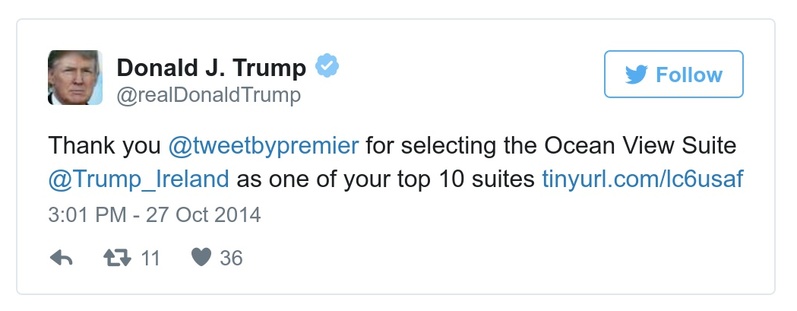 Donald J. Trump
@realDonaldTrump
Follow
Thank you @tweetbypremier for selecting the Ocean View Suite
@Trump_Ireland as one of your top 10 suites tinyurl.com/lc6usaf
3:01 PM - 27 Oct 2014
11 36